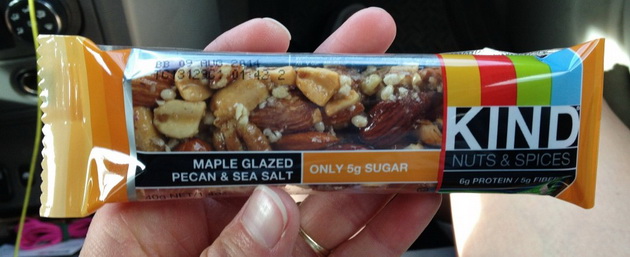 BB 09 AUG 2014
MAPLE GLAZED
PECAN & SEA SALT
ONLY 5g SUGAR
KIND
NUTS & SPICES
6g PROTEIN / 5g FIBER